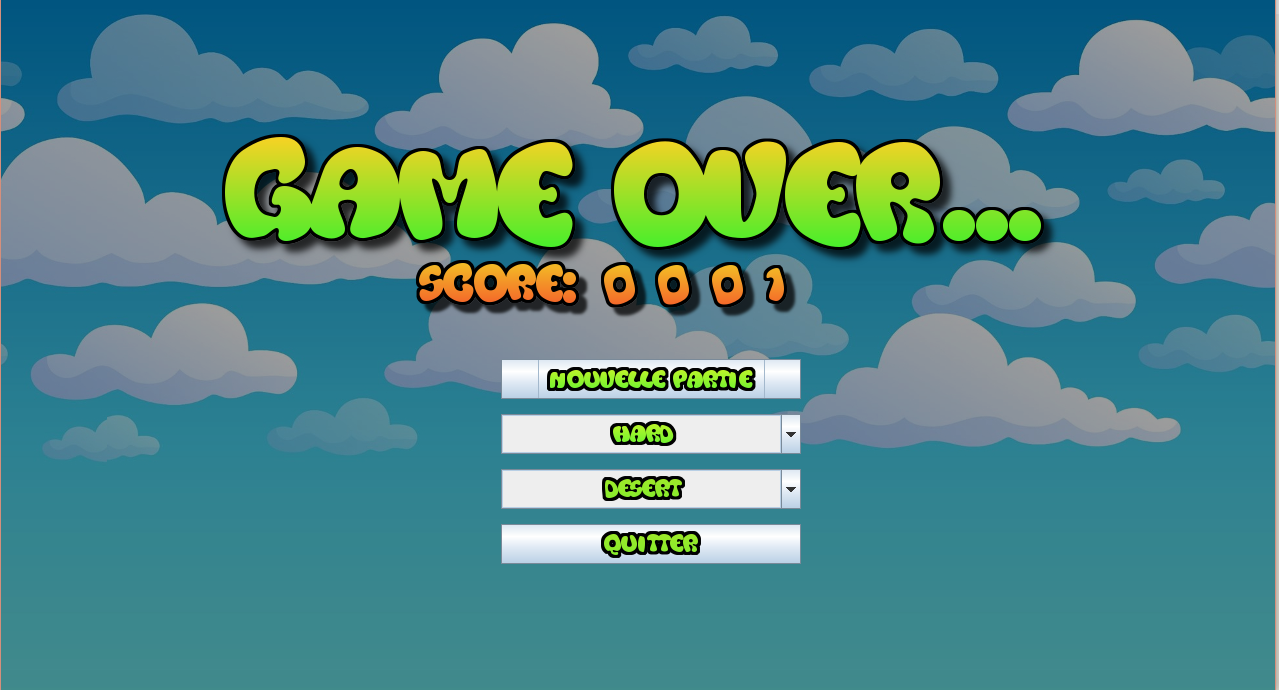 GAME OVER...
SCORE: 0 0 0 1
NOUVELLE PARTIE
HARD
DESERT
QUITTER